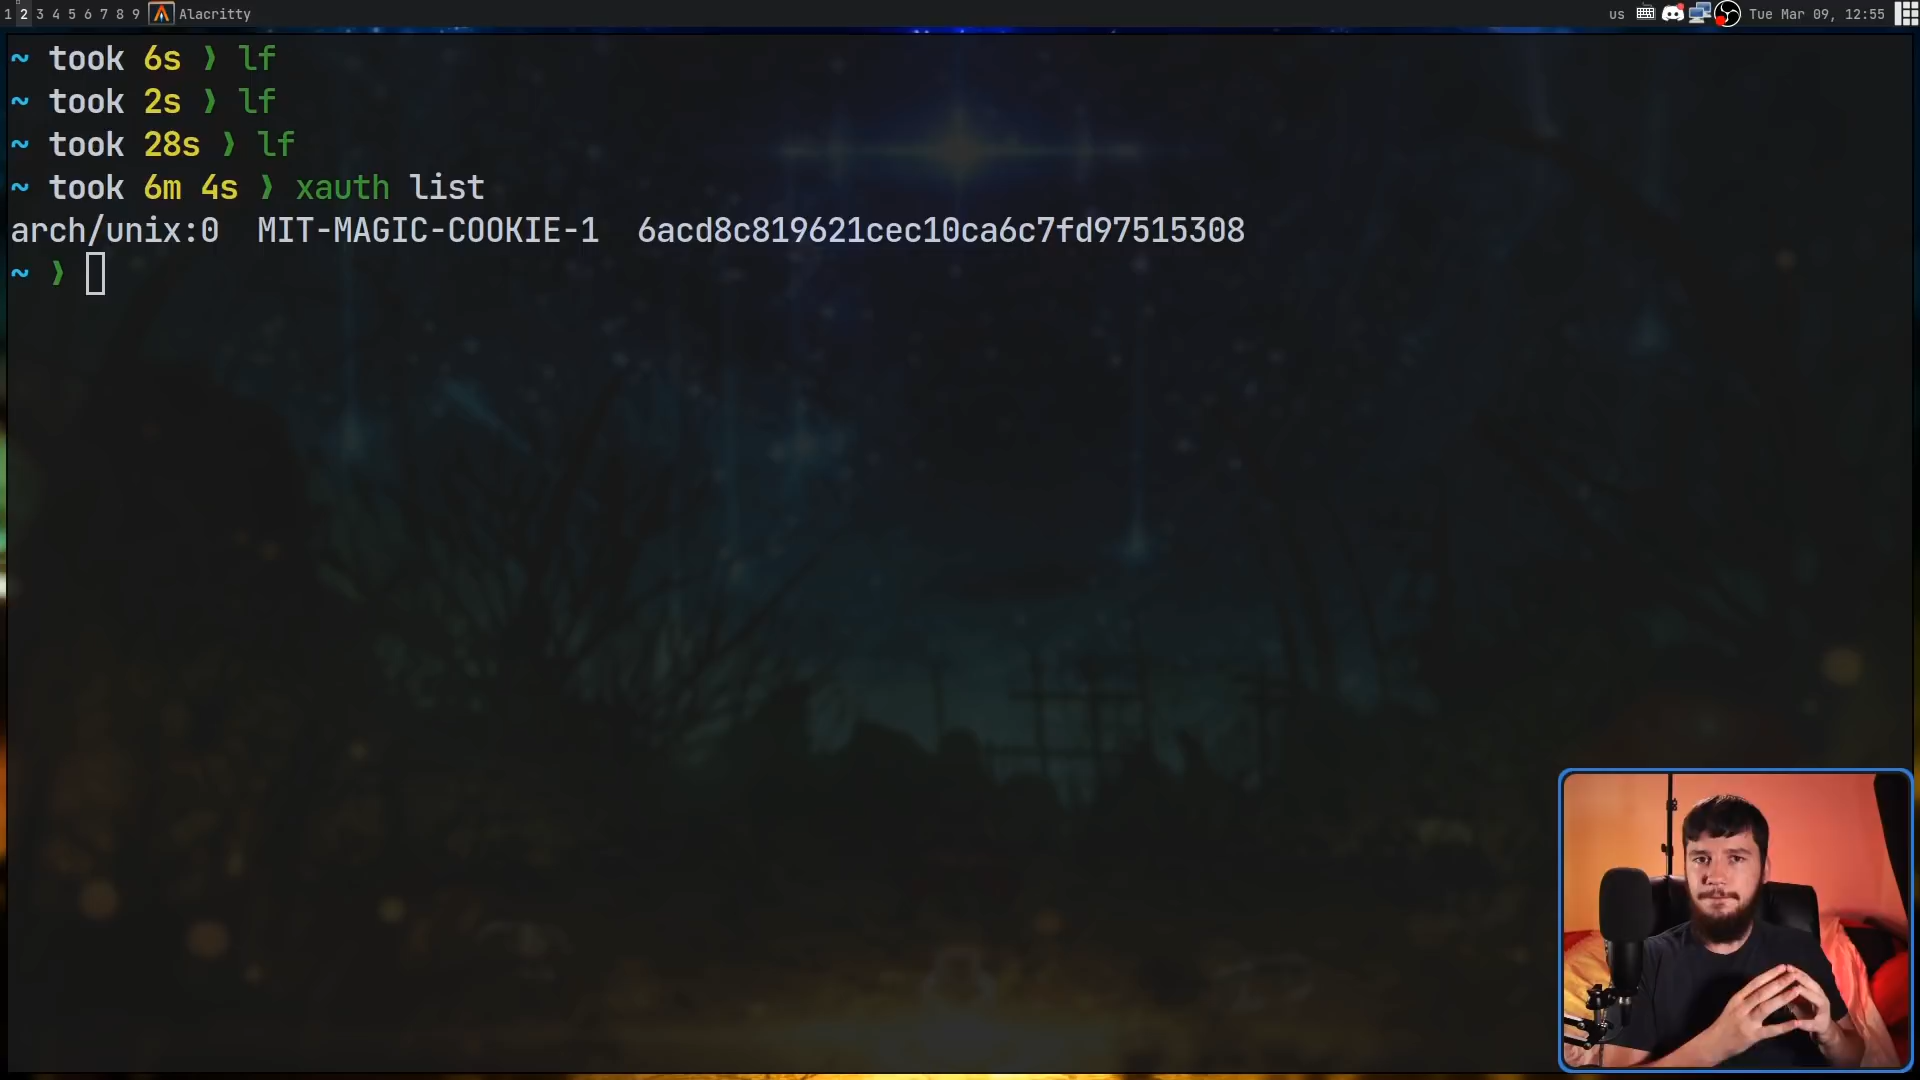 1 2 3 4 5 6 7 8 9 Alacritty us Tue Mar 09, 12:55
~ took 6s ❯ lf
~ took 2s ❯ lf
~ took 28s ❯ lf
~ took 6m 4s ❯ xauth list
arch/unix:0 MIT-MAGIC-COOKIE-1 6acd8c819621cec10ca6c7fd97515308
~ ❯